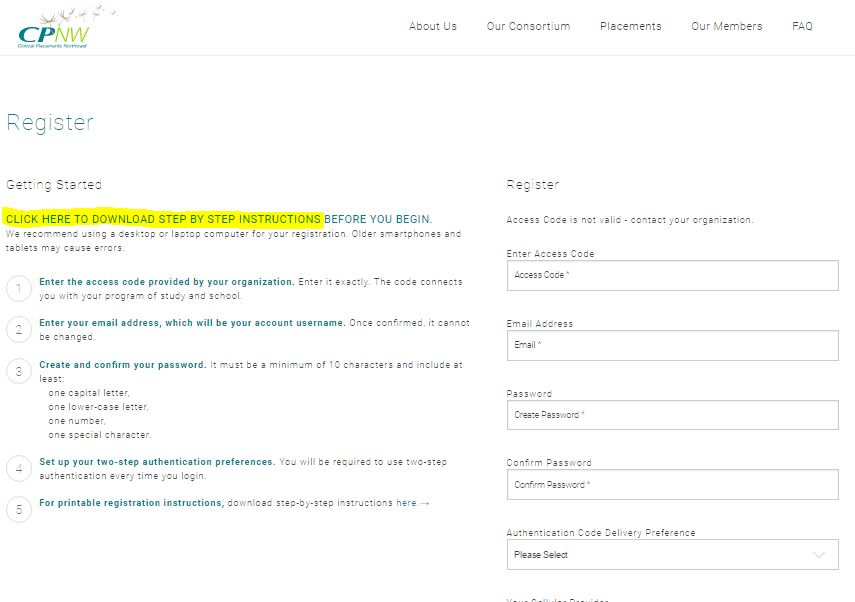 CPNW
Clinical Placements Northwest
About Us
Our Consortium
Placements
Our Members
FAQ
Register
Getting Started
CLICK HERE TO DOWNLOAD STEP BY STEP INSTRUCTIONS BEFORE YOU BEGIN.
We recommend using a desktop or laptop computer for your registration. Older smartphones and
tablets may cause errors.
1
Enter the access code provided by your organization. Enter it exactly. The code connects
you with your program of study and school.
2
Enter your email address, which will be your account username. Once confirmed, it cannot
be changed.
3
Create and confirm your password. It must be a minimum of 10 characters and include at
least:
one capital letter,
one lower-case letter,
one number,
one special character.
4
Set up your two-step authentication preferences. You will be required to use two-step
authentication every time you login.
5
For printable registration instructions, download step-by-step instructions here.→
Register
Access Code is not valid - contact your organization.
Enter Access Code
Access Code *
Email Address
Email *
Password
Create Password *
Confirm Password
Confirm Password *
Authentication Code Delivery Preference
Please Select
Your Cellular Provider